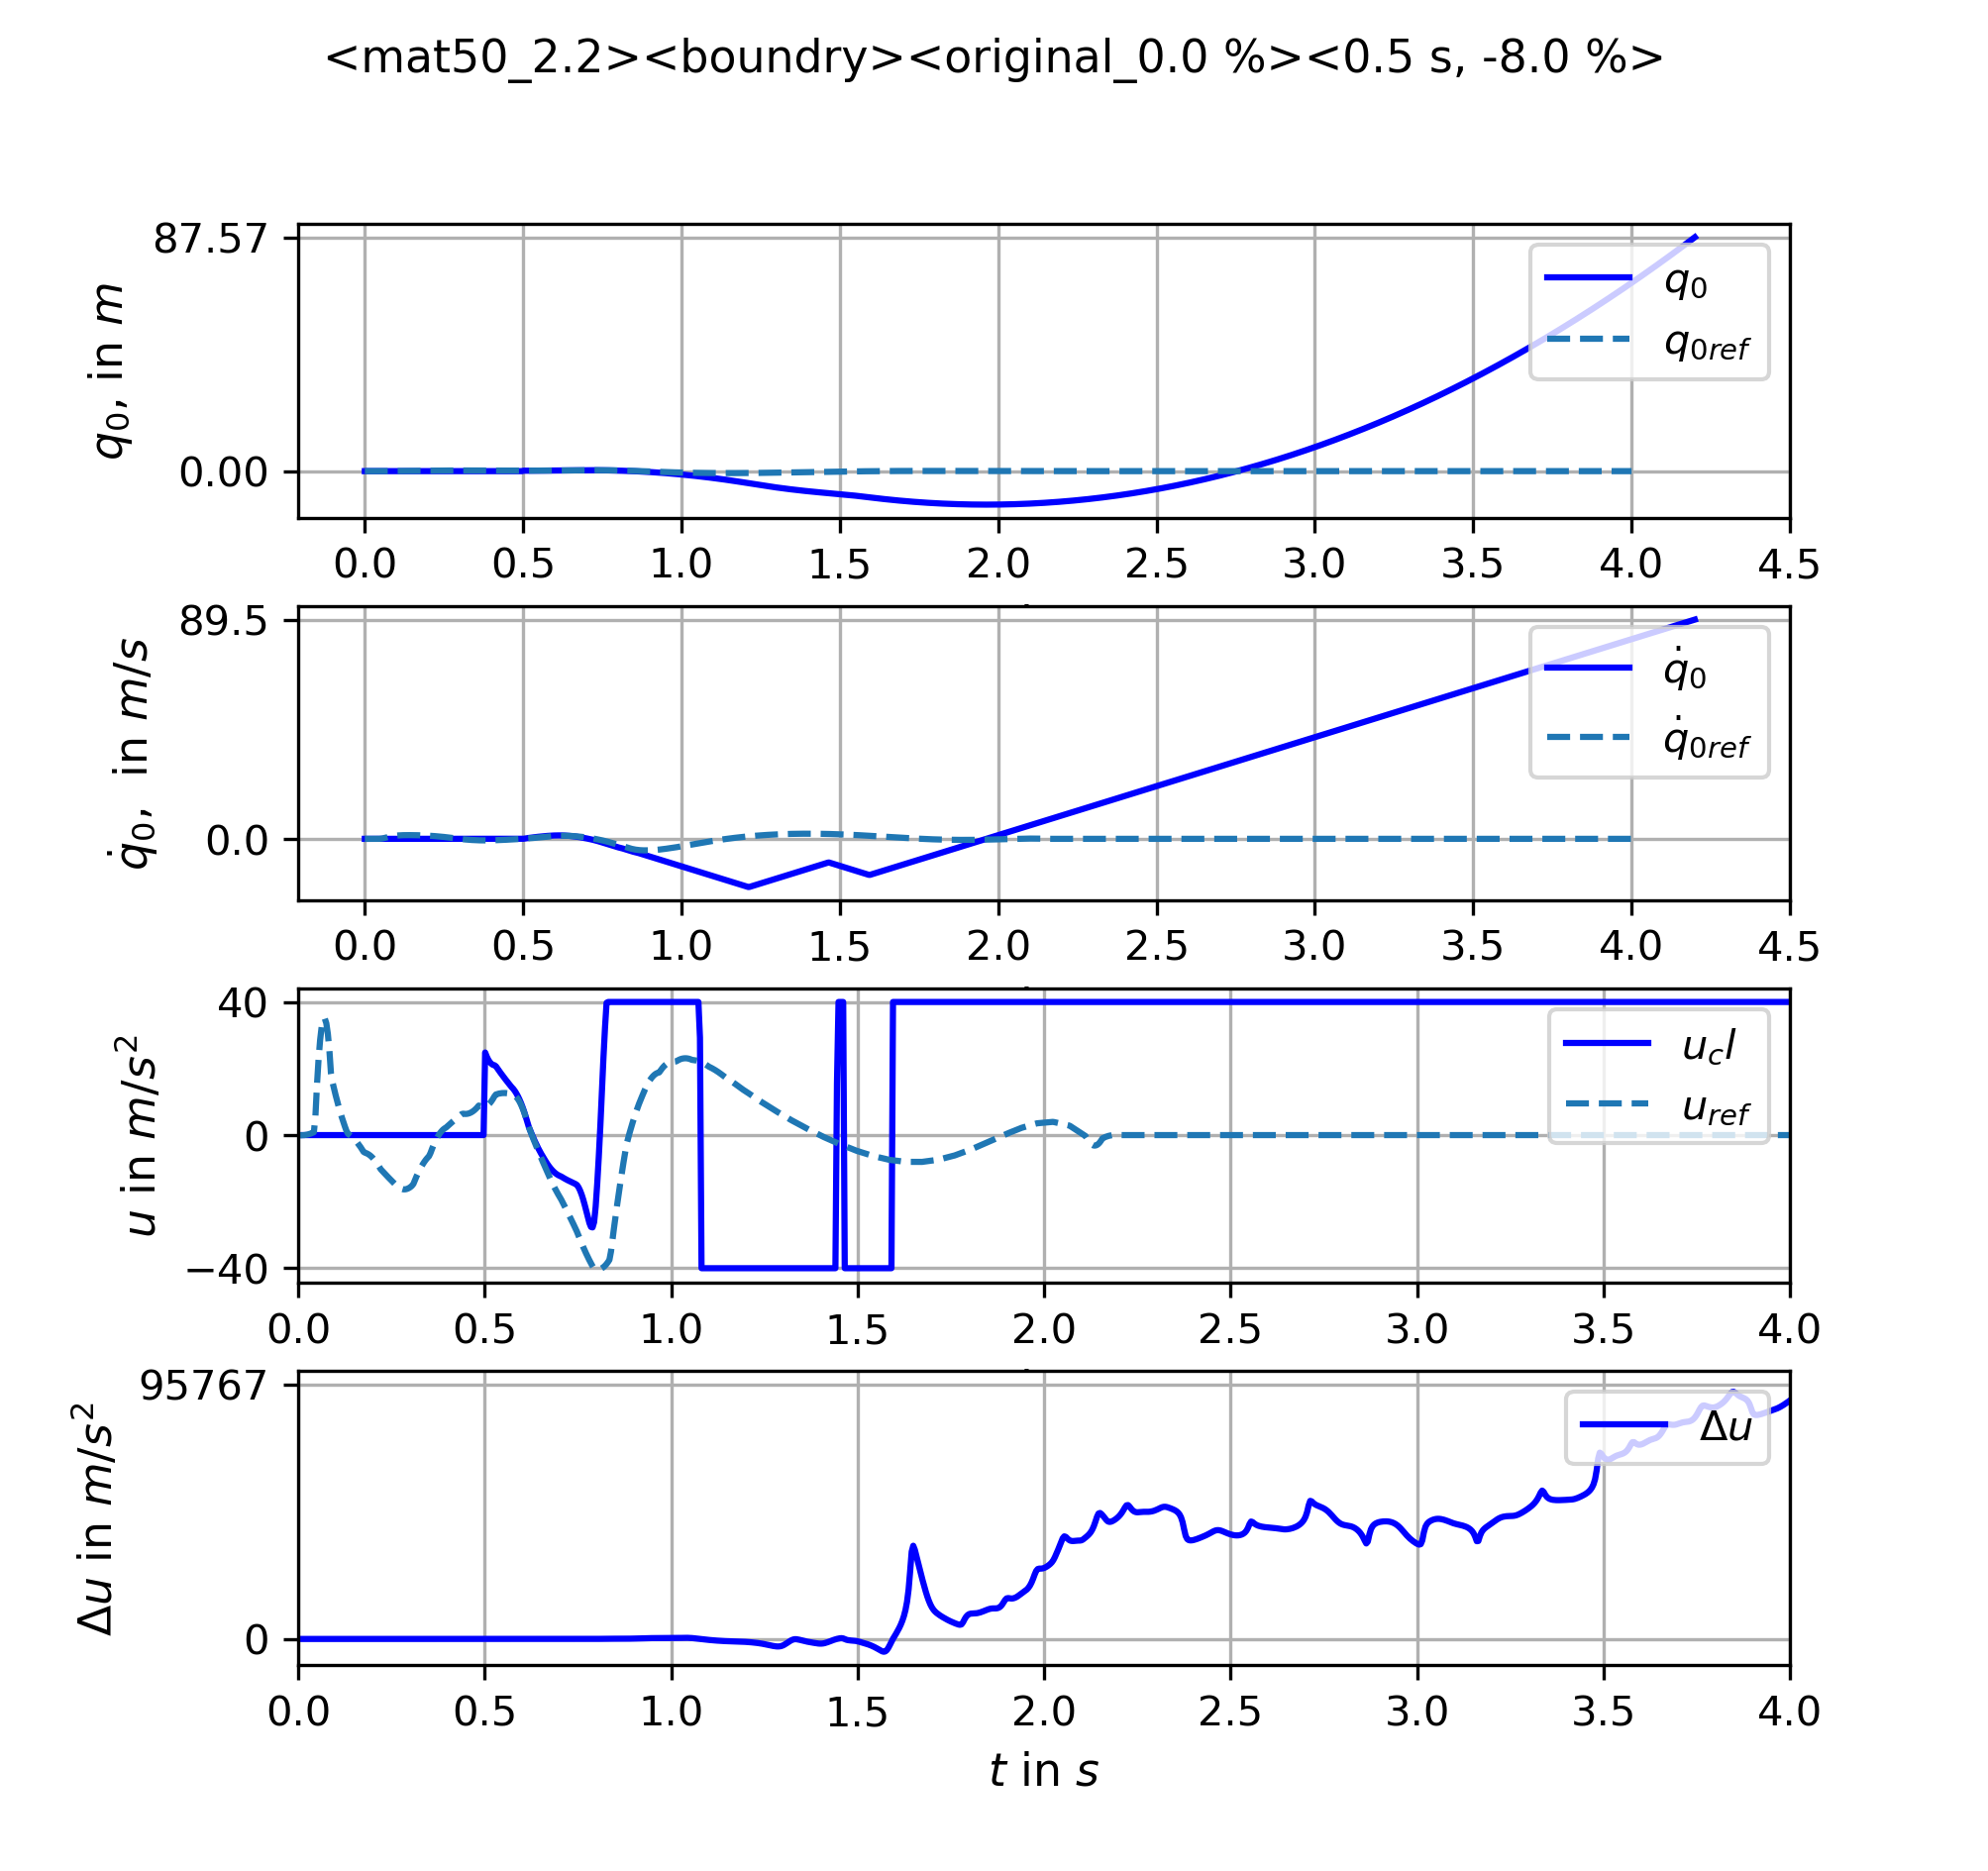 <mat50_2.2><boundry><original_0.0 %><0.5 s, -8.0 %>
87.57
0.00
q₀, in m
q₀
q₀ref
0.0 0.5 1.0 1.5 2.0 2.5 3.0 3.5 4.0 4.5
89.5
0.0
q̇₀, in m/s
q̇₀
q̇₀ref
0.0 0.5 1.0 1.5 2.0 2.5 3.0 3.5 4.0 4.5
40
0
−40
u in m/s²
u_cl
u_ref
0.0 0.5 1.0 1.5 2.0 2.5 3.0 3.5 4.0
95767
0
Δu in m/s²
Δu
0.0 0.5 1.0 1.5 2.0 2.5 3.0 3.5 4.0
t in s